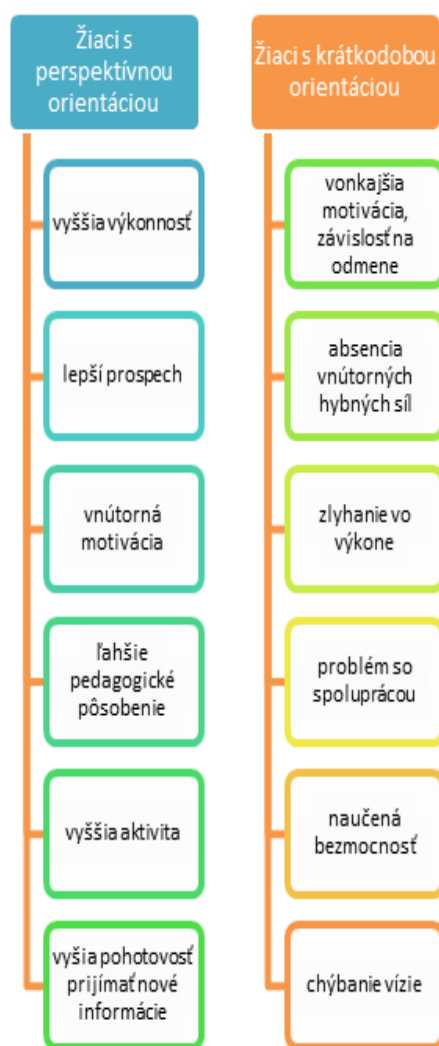 Žiaci s
perspektívnou
orientáciou
vyššia výkonnosť
lepší prospech
vnútorná
motivácia
ľahšie
pedagogické
pôsobenie
vyššia aktivita
vyšia pohotovosť
prijímať nové
informácie
Žiaci s krátkodobou
orientáciou
vonkajšia
motivácia,
závislosť na
odmene
absencia
vnútorných
hybných síl
zlyhanie vo
výkone
problém so
spoluprácou
naučená
bezmocnosť
chýbanie vízie